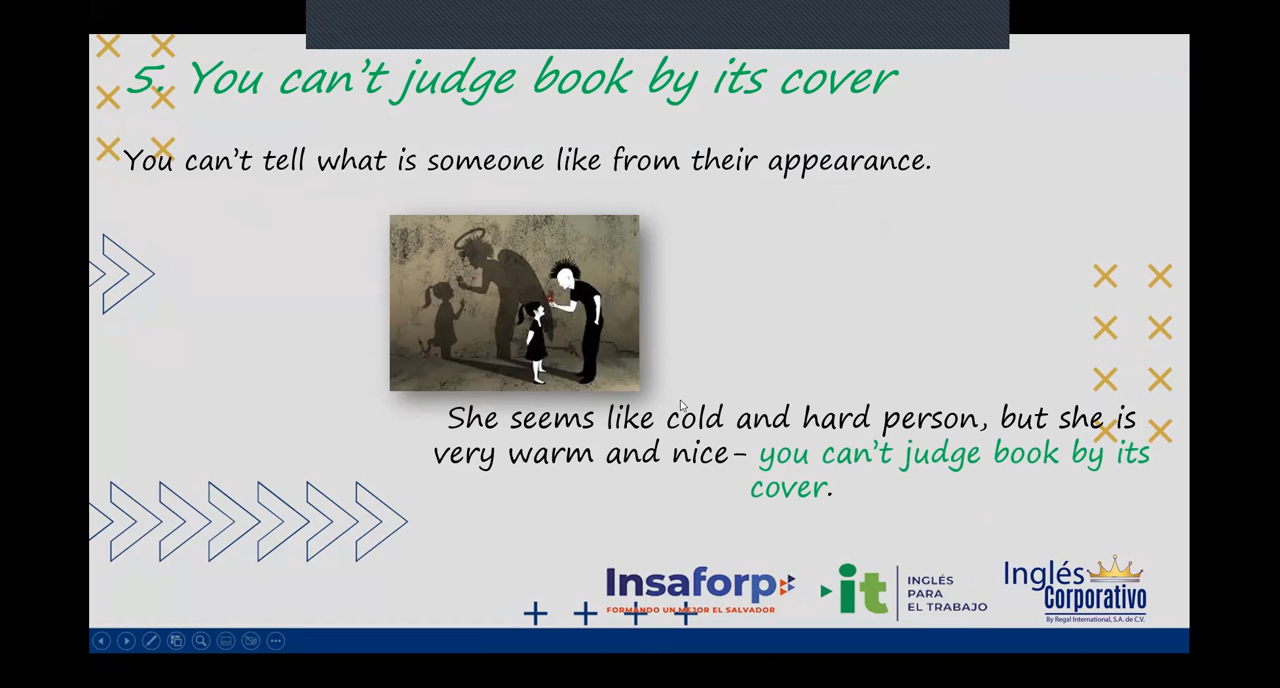 5. You can't judge book by its cover
You can't tell what is someone like from their appearance.
She seems like cold and hard person, but she is
very warm and nice- you can't judge book by its
cover.
Insaforp
FORMANDO UN MEJOR EL SALVADOR
it
INGLÉS
PARA
EL TRABAJO
Inglés
Corporativo
By Regal International, S.A. de C.V.